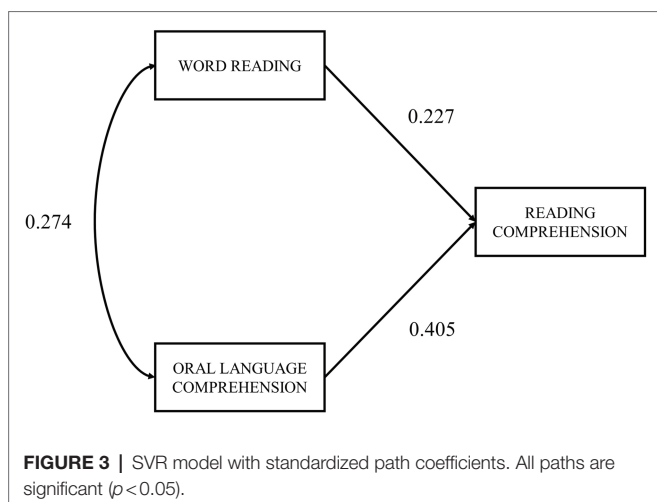 WORD READING
0.227
0.274
READING
COMPREHENSION
0.405
ORAL LANGUAGE
COMPREHENSION
FIGURE 3 | SVR model with standardized path coefficients. All paths are
significant (p<0.05).